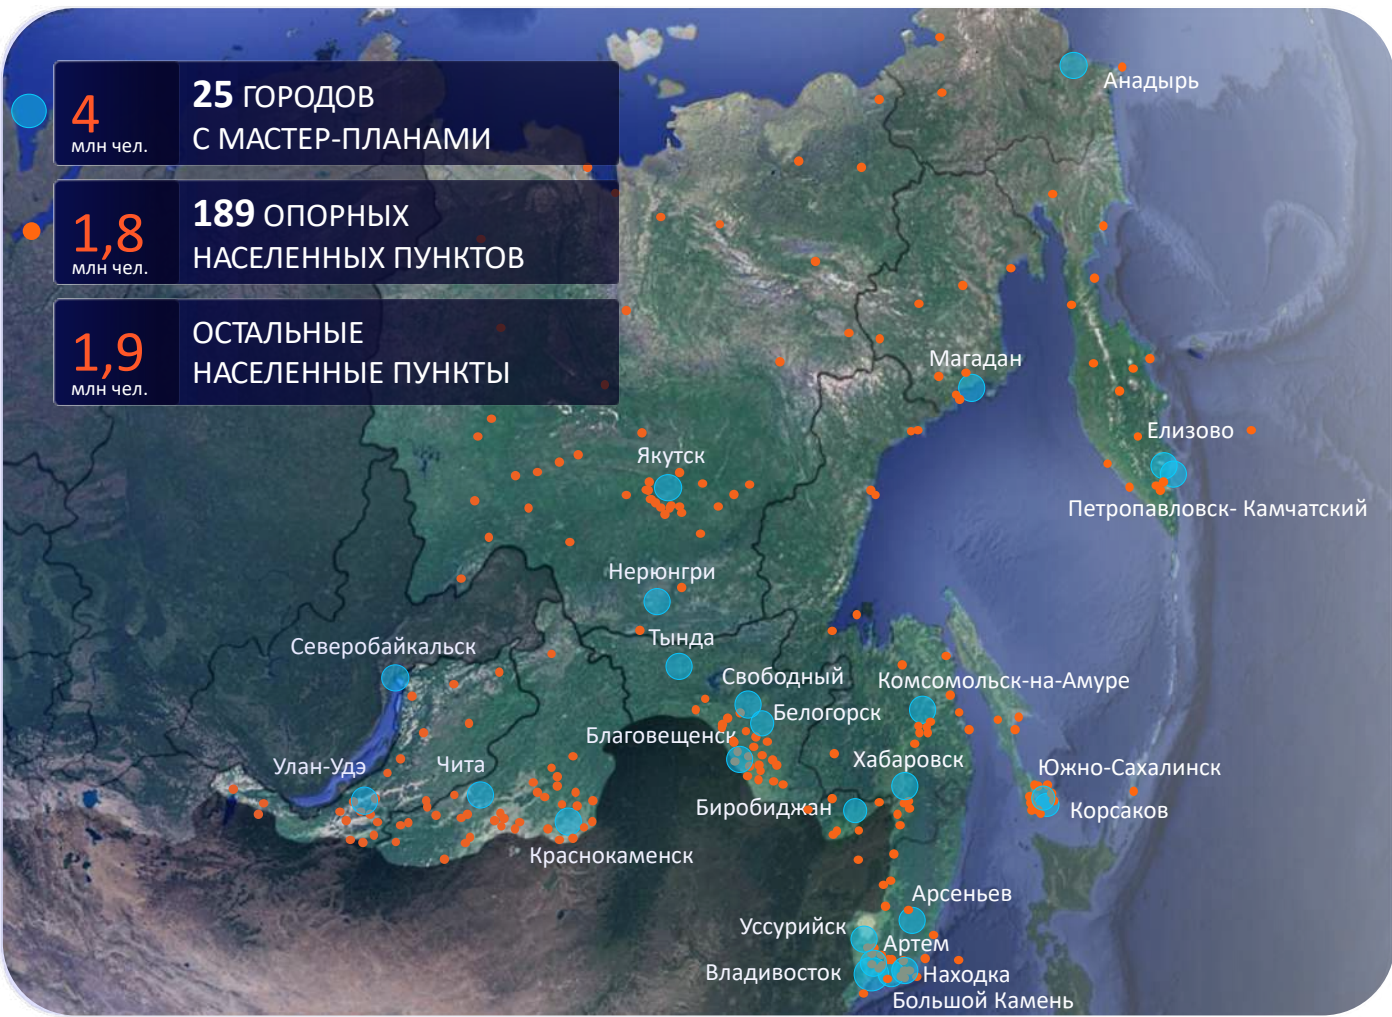 4
млн чел.
25 ГОРОДОВ
С МАСТЕР-ПЛАНАМИ
1,8
млн чел.
189 ОПОРНЫХ
НАСЕЛЕННЫХ ПУНКТОВ
1,9
млн чел.
ОСТАЛЬНЫЕ
НАСЕЛЕННЫЕ ПУНКТЫ
Анадырь
Магадан
Елизово
Якутск
Петропавловск- Камчатский
Нерюнгри
Тында
Северобайкальск
Свободный
Комсомольск-на-Амуре
Белогорск
Благовещенск
Хабаровск
Улан-Удэ
Чита
Южно-Сахалинск
Биробиджан
Корсаков
Краснокаменск
Арсеньев
Уссурийск
Артем
Владивосток
Находка
Большой Камень